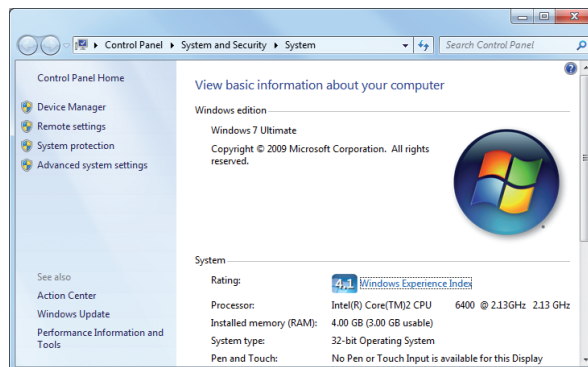 Control Panel ▸ System and Security ▸ System
Search Control Panel
Control Panel Home
Device Manager
Remote settings
System protection
Advanced system settings
See also
Action Center
Windows Update
Performance Information and
Tools
View basic information about your computer
Windows edition
Windows 7 Ultimate
Copyright © 2009 Microsoft Corporation. All rights
reserved.
System
Rating: 4,1 Windows Experience Index
Processor: Intel(R) Core(TM)2 CPU 6400 @ 2.13GHz 2.13 GHz
Installed memory (RAM): 4.00 GB (3.00 GB usable)
System type: 32-bit Operating System
Pen and Touch: No Pen or Touch Input is available for this Display